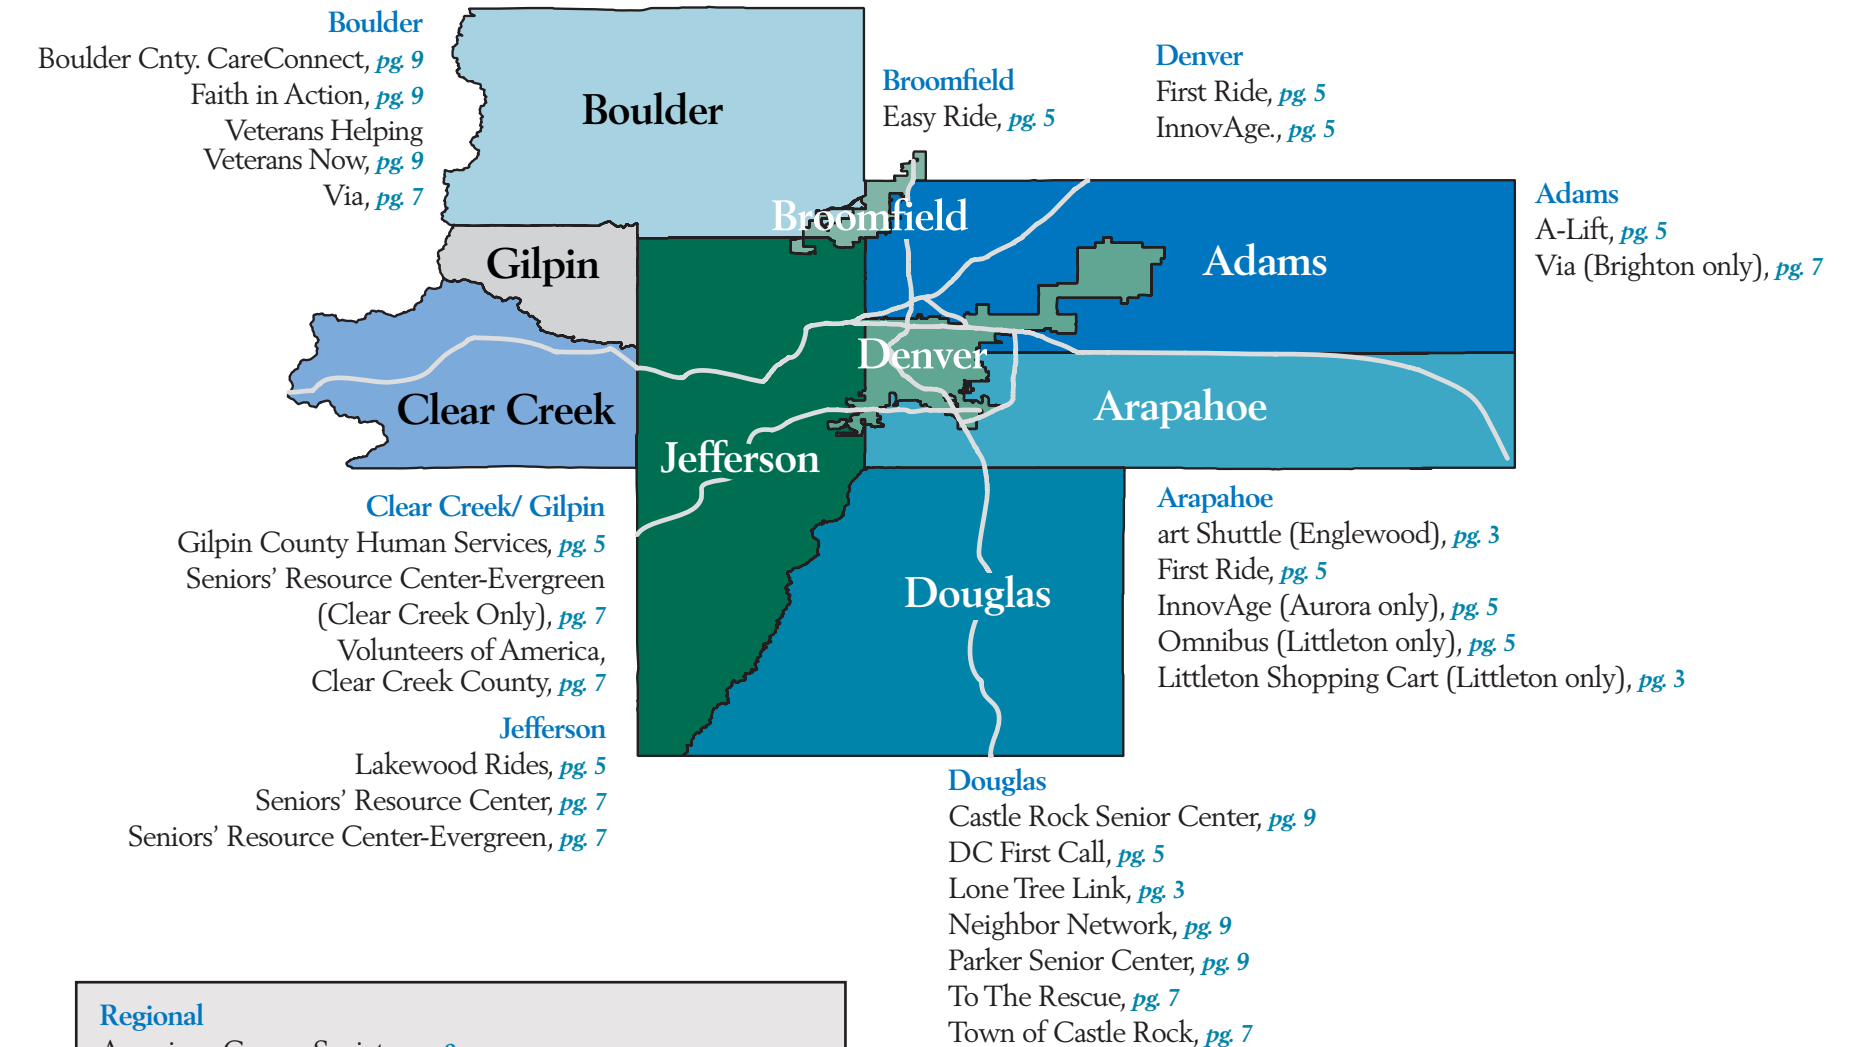 Boulder
Boulder Cnty. CareConnect, pg. 9
Faith in Action, pg. 9
Veterans Helping
Veterans Now, pg. 9
Via, pg. 7
Broomfield
Easy Ride, pg. 5
Denver
First Ride, pg. 5
InnovAge., pg. 5
Adams
A-Lift, pg. 5
Via (Brighton only), pg. 7
Boulder
Broomfield
Gilpin
Adams
Denver
Clear Creek
Arapahoe
Jefferson
Douglas
Clear Creek/ Gilpin
Gilpin County Human Services, pg. 5
Seniors’ Resource Center-Evergreen
(Clear Creek Only), pg. 7
Volunteers of America,
Clear Creek County, pg. 7
Jefferson
Lakewood Rides, pg. 5
Seniors’ Resource Center, pg. 7
Seniors’ Resource Center-Evergreen, pg. 7
Arapahoe
art Shuttle (Englewood), pg. 3
First Ride, pg. 5
InnovAge (Aurora only), pg. 5
Omnibus (Littleton only), pg. 5
Littleton Shopping Cart (Littleton only), pg. 3
Douglas
Castle Rock Senior Center, pg. 9
DC First Call, pg. 5
Lone Tree Link, pg. 3
Neighbor Network, pg. 9
Parker Senior Center, pg. 9
To The Rescue, pg. 7
Town of Castle Rock, pg. 7
Regional